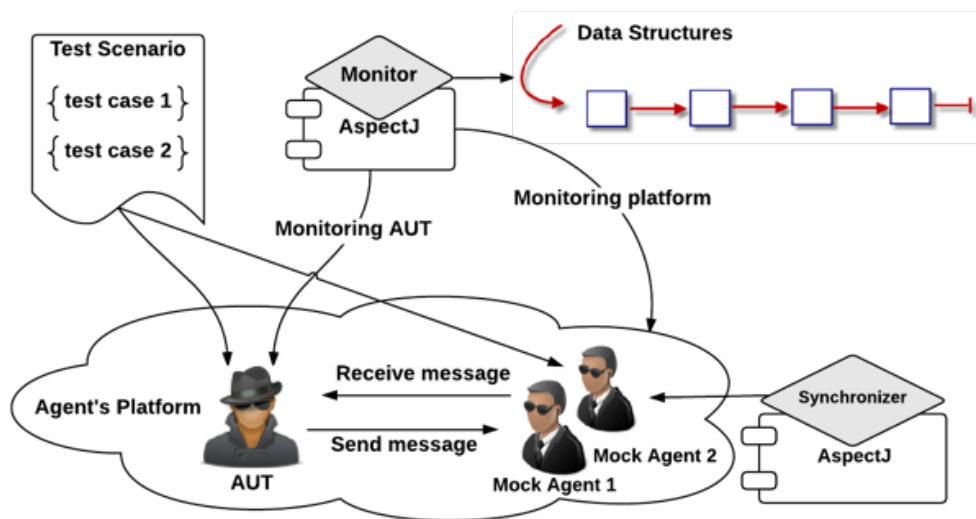 Test Scenario
{ test case 1 }
{ test case 2 }
Monitor
AspectJ
Data Structures
Monitoring AUT
Monitoring platform
Agent's Platform
Receive message
Send message
AUT
Mock Agent 1
Mock Agent 2
Synchronizer
AspectJ